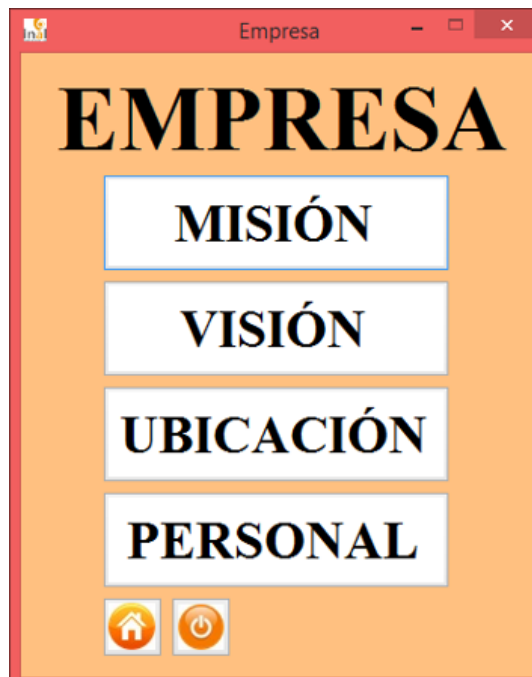 Empresa
EMPRESA
MISIÓN
VISIÓN
UBICACIÓN
PERSONAL